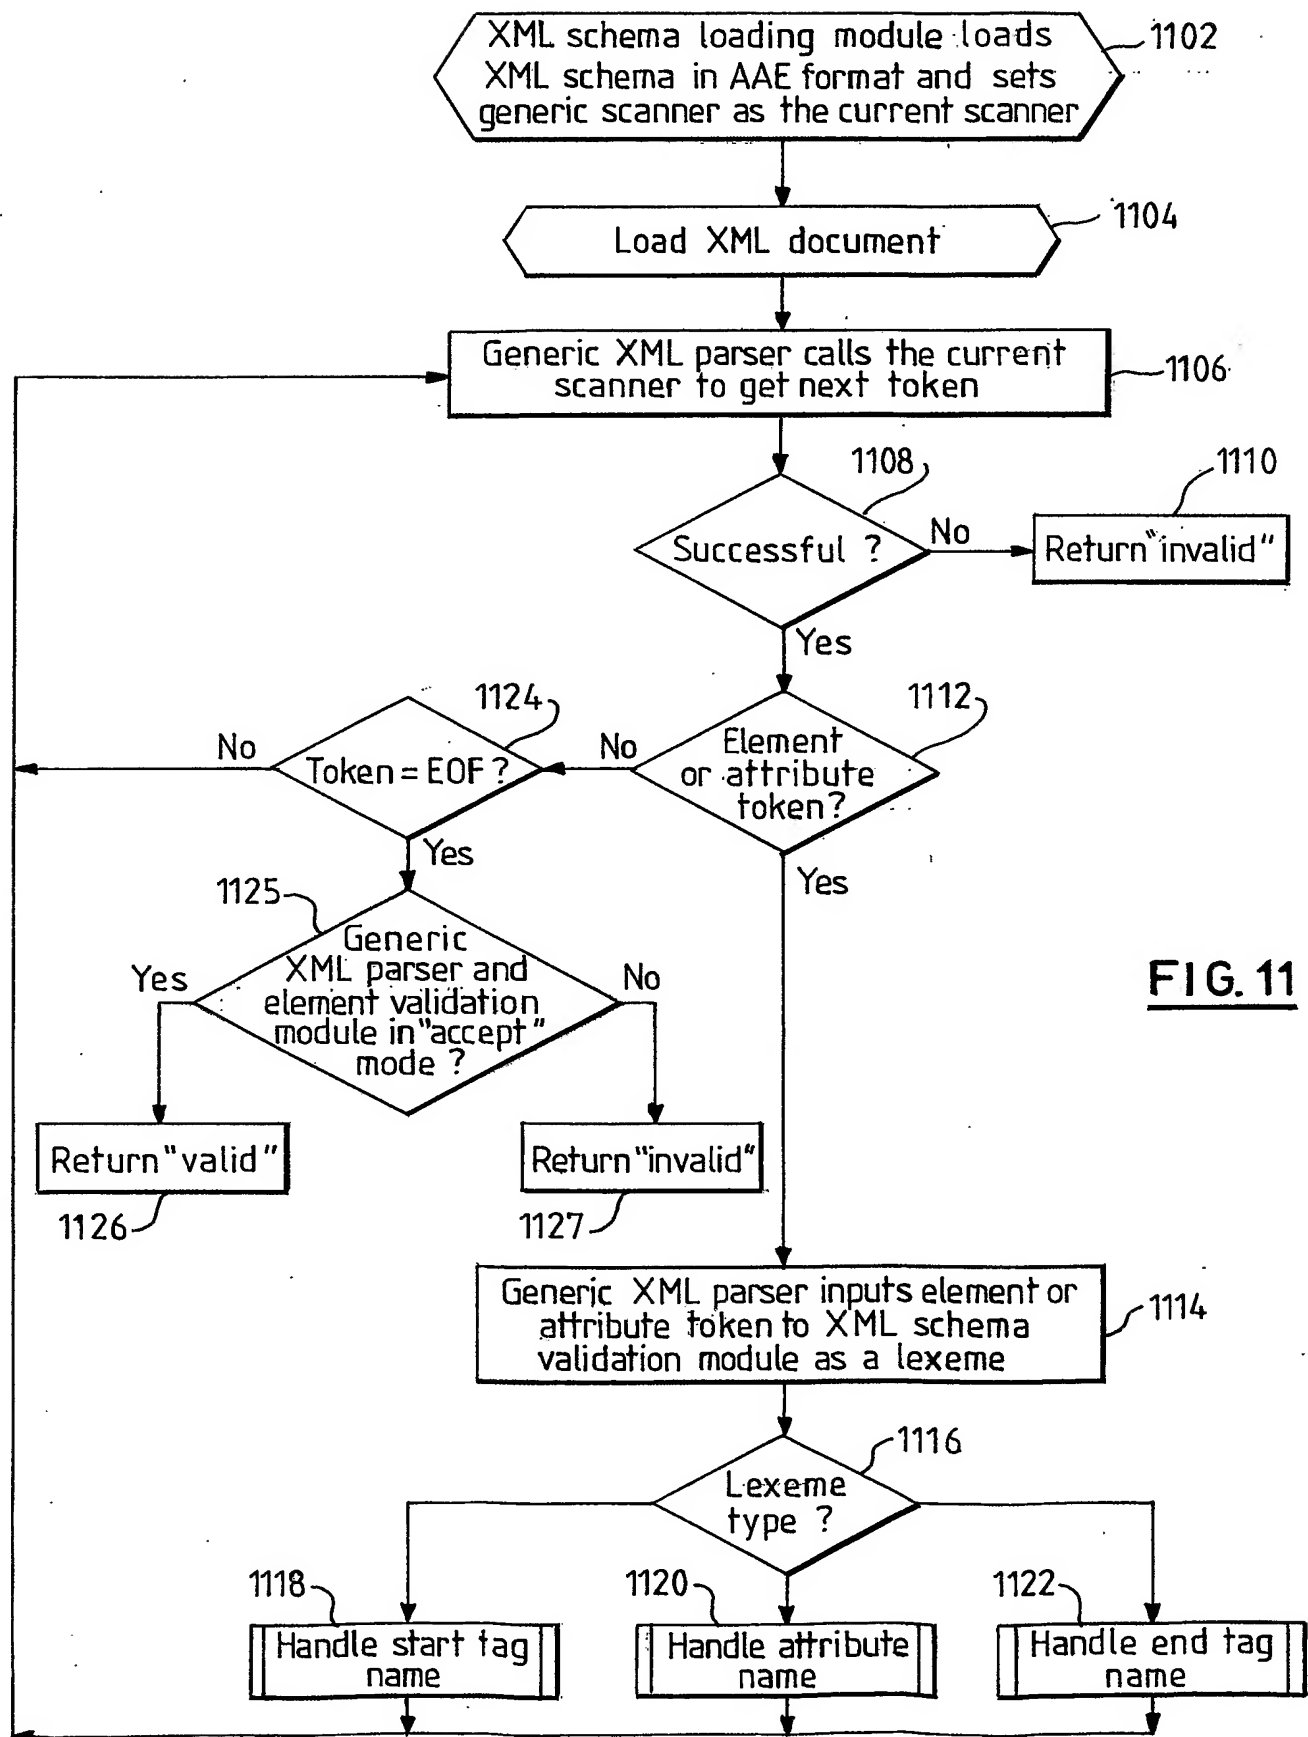 XML schema loading module loads
XML schema in AAE format and sets
generic scanner as the current scanner
1102
Load XML document
1104
Generic XML parser calls the current
scanner to get next token
1106
1108
Successful ?
No
1110
Return "invalid"
Yes
1124
No
Token = EOF ?
No
1112
Element
or attribute
token?
Yes
Yes
1125
Generic
XML parser and
element validation
module in "accept"
mode ?
Yes
No
FIG. 11
Return "valid"
1126
Return "invalid"
1127
Generic XML parser inputs element or
attribute token to XML schema
validation module as a lexeme
1114
1116
Lexeme
type ?
1118
Handle start tag
name
1120
Handle attribute
name
1122
Handle end tag
name